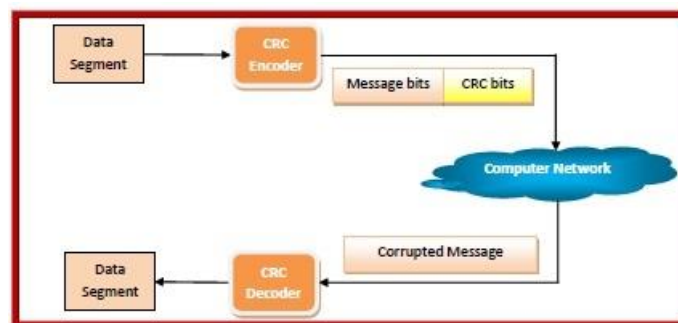 Data
Segment
CRC
Encoder
Message bits
CRC bits
Computer Network
Corrupted Message
Data
Segment
CRC
Decoder